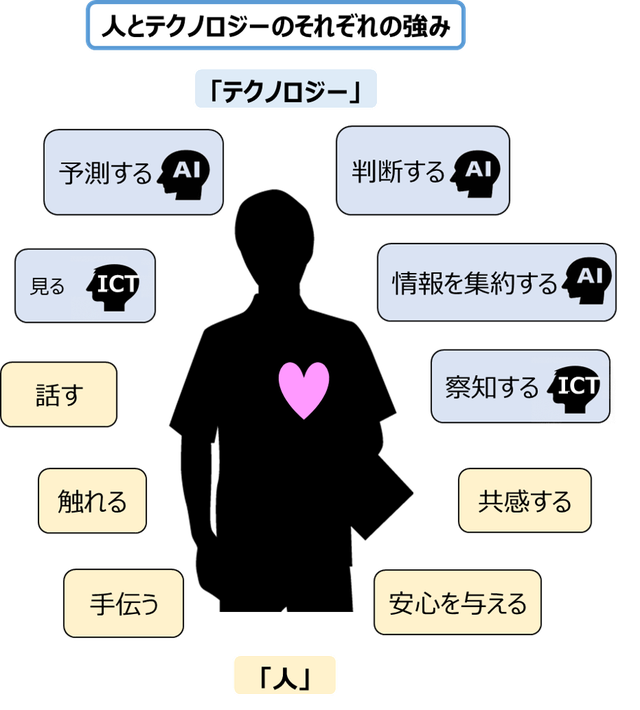 人とテクノロジーのそれぞれの強み
「テクノロジー」
予測する AI
判断する AI
見る ICT
情報を集約する AI
察知する ICT
話す
触れる
共感する
手伝う
安心を与える
「人」